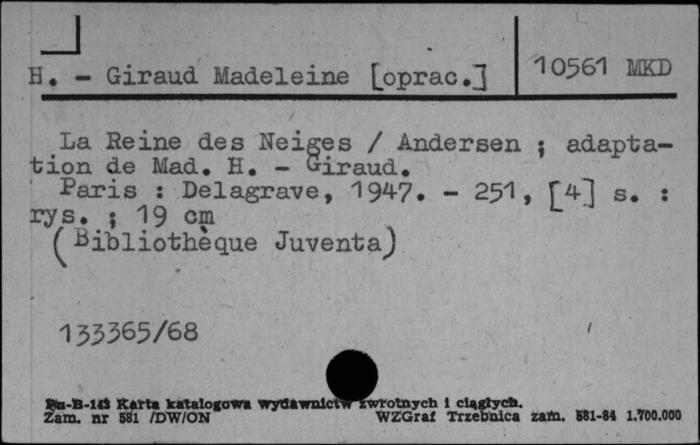 H. - Giraud Madeleine [oprac.]
10561 MKD
La Reine des Neiges / Andersen ; adapta-
tion de Mad. H. - Giraud.
Paris : Delagrave, 1947. - 251, [4] s. :
rys. ; 19 cm
(Bibliothèque Juventa)
133365/68
Pu-B-143 Karta katalogowa wydawnictw zwrotnych i ciągłych.
Zam. nr 581 /DW/ON WZGraf Trzebnica zam. 581-84 1.700.000